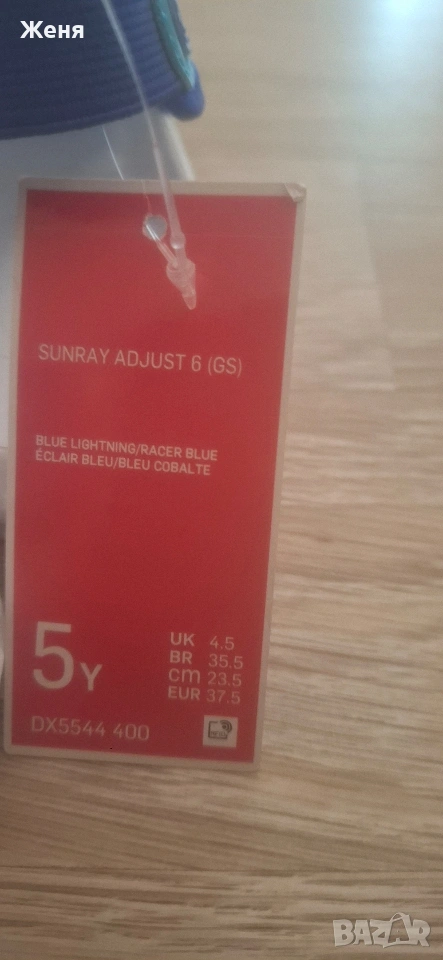 Женя
SUNRAY ADJUST 6 (GS)
BLUE LIGHTNING/RACER BLUE
ÉCLAIR BLEU/BLEU COBALTE
5Y
UK 4.5
BR 35.5
cm 23.5
EUR 37.5
DX5544 400
BAZAR